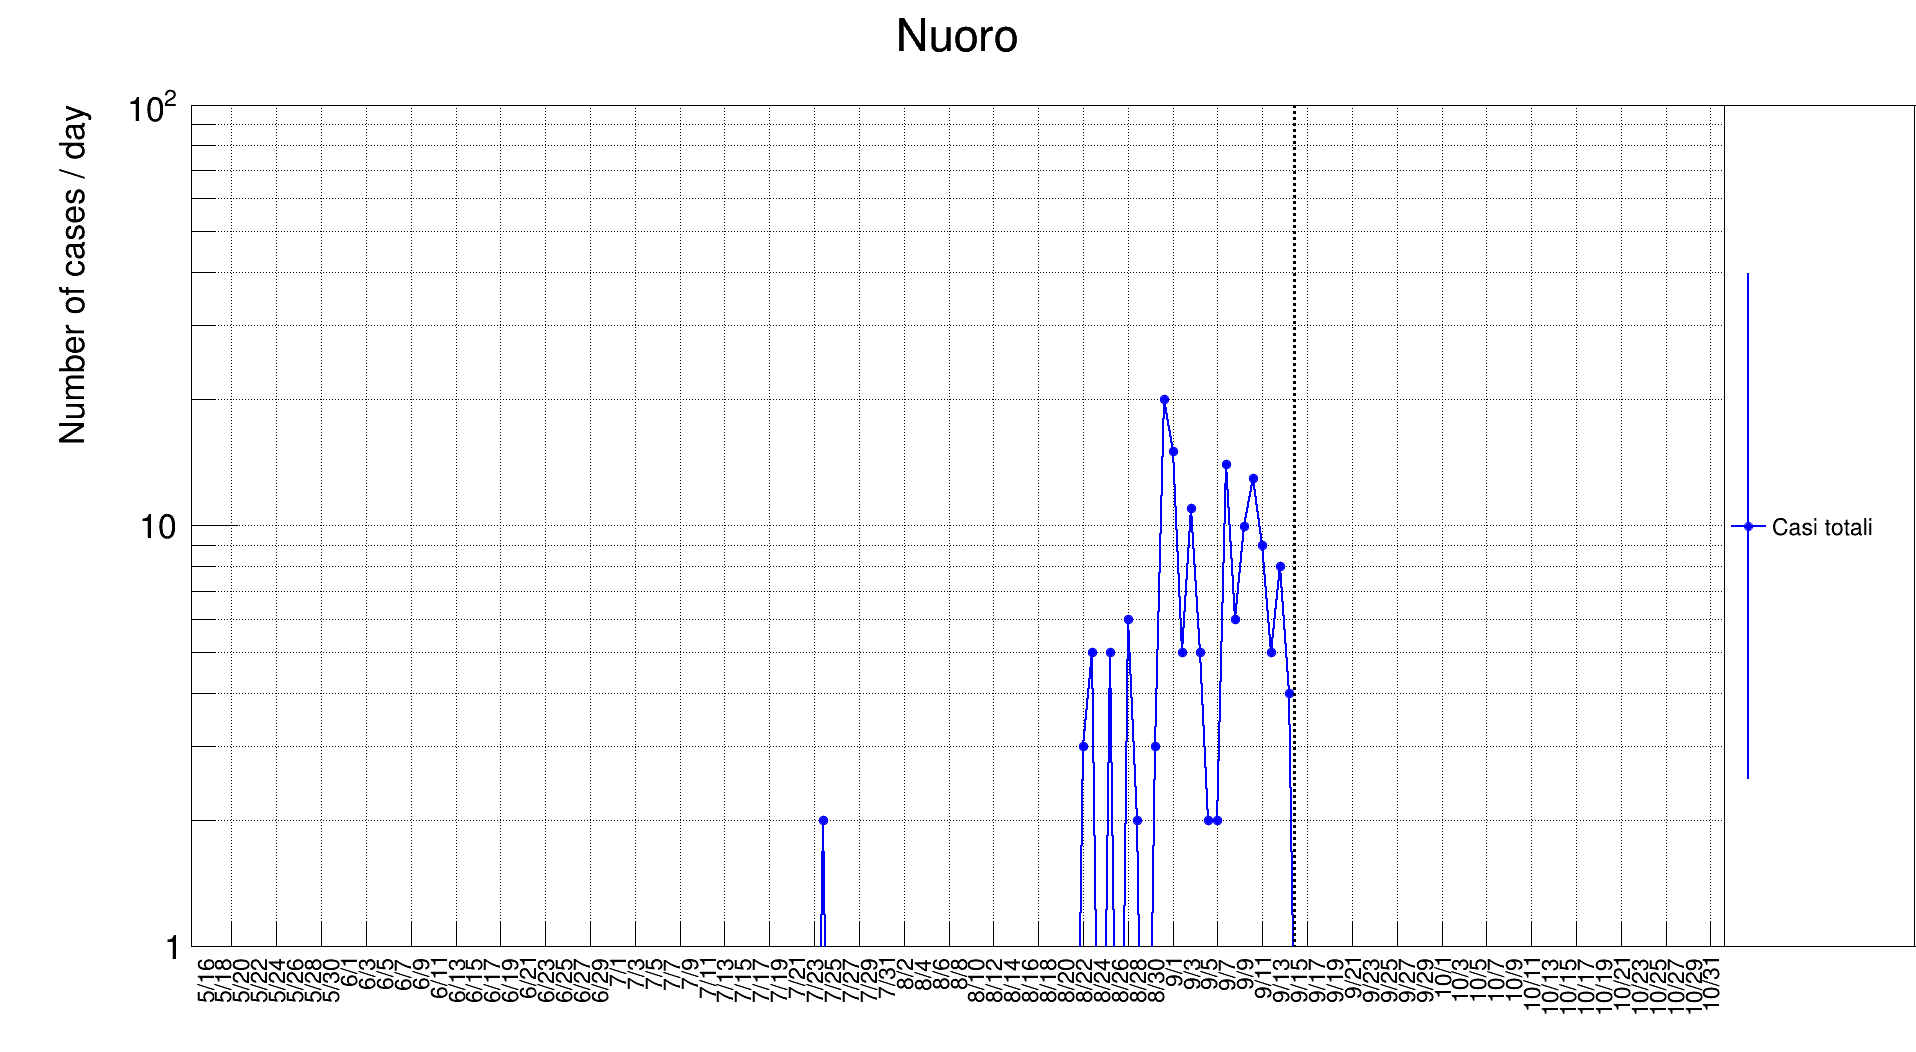 Nuoro
Number of cases / day
10²
10
1
Casi totali
5/16 5/18 5/20 5/22 5/24 5/26 5/28 5/30 6/1 6/3 6/5 6/7 6/9 6/11 6/13 6/15 6/17 6/19 6/21 6/23 6/25 6/27 6/29 7/1 7/3 7/5 7/7 7/9 7/11 7/13 7/15 7/17 7/19 7/21 7/23 7/25 7/27 7/29 7/31 8/2 8/4 8/6 8/8 8/10 8/12 8/14 8/16 8/18 8/20 8/22 8/24 8/26 8/28 8/30 9/1 9/3 9/5 9/7 9/9 9/11 9/13 9/15 9/17 9/19 9/21 9/23 9/25 9/27 9/29 10/1 10/3 10/5 10/7 10/9 10/11 10/13 10/15 10/17 10/19 10/21 10/23 10/25 10/27 10/29 10/31